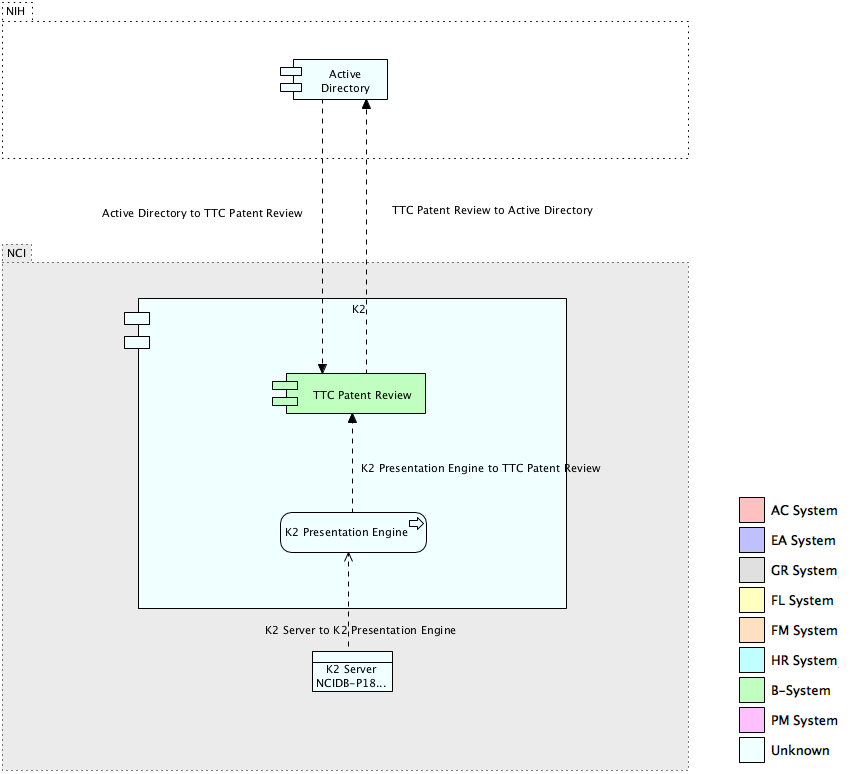 NIH
Active
Directory
Active Directory to TTC Patent Review
TTC Patent Review to Active Directory
NCI
K2
TTC Patent Review
K2 Presentation Engine to TTC Patent Review
K2 Presentation Engine
K2 Server to K2 Presentation Engine
K2 Server
NCIDB-P18...
AC System
EA System
GR System
FL System
FM System
HR System
B-System
PM System
Unknown